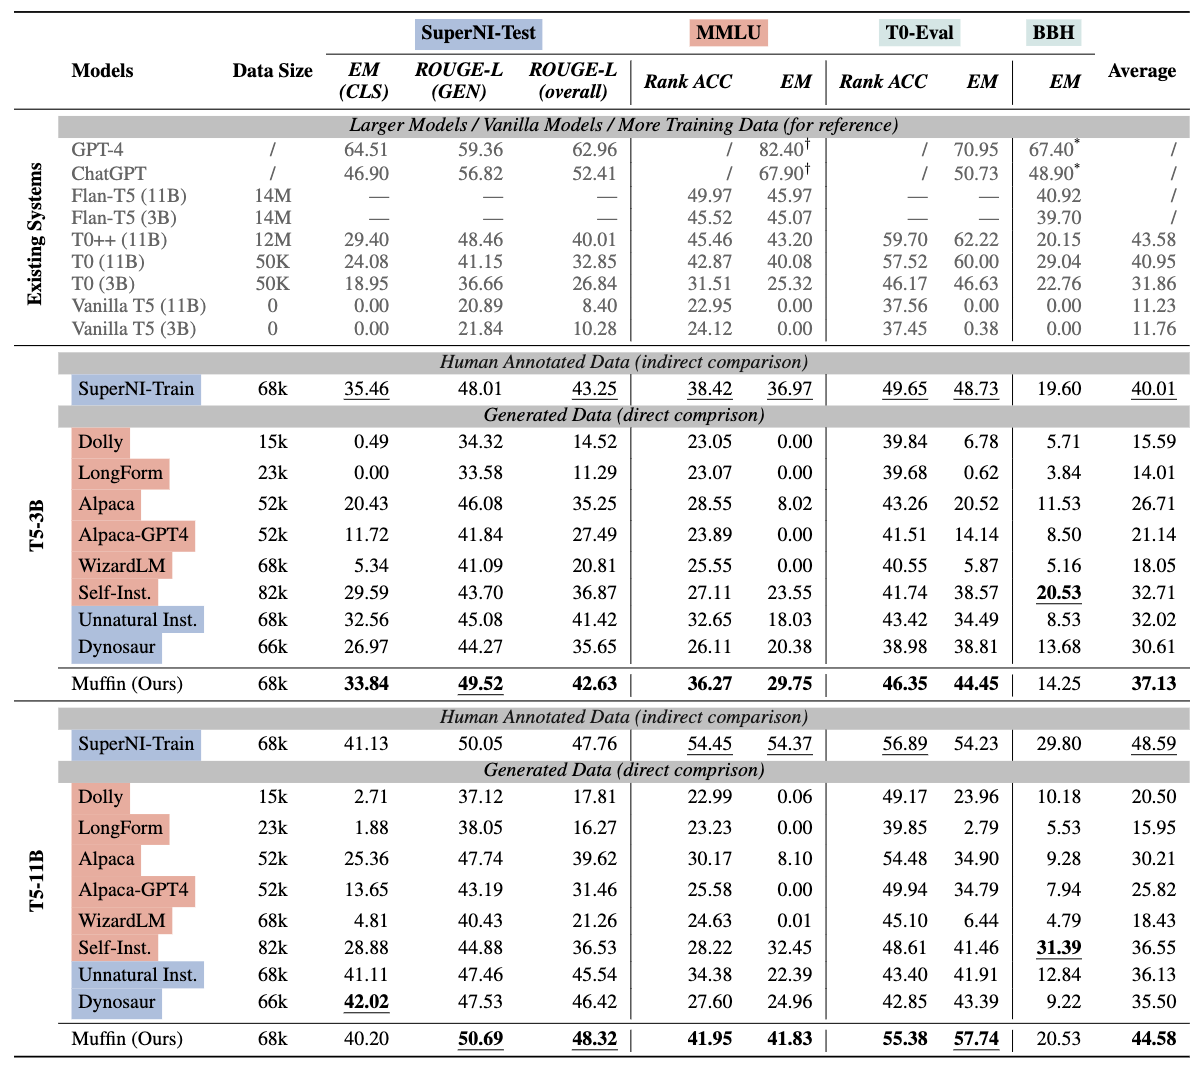 SuperNI-Test MMLU T0-Eval BBH
Models Data Size EM (CLS) ROUGE-L (GEN) ROUGE-L (overall) Rank ACC EM Rank ACC EM EM Average
Existing Systems
Larger Models / Vanilla Models / More Training Data (for reference)
GPT-4 / 64.51 59.36 62.96 / 82.40† / 70.95 67.40* /
ChatGPT / 46.90 56.82 52.41 / 67.90† / 50.73 48.90* /
Flan-T5 (11B) 14M — — — 49.97 45.97 — — 40.92 /
Flan-T5 (3B) 14M — — — 45.52 45.07 — — 39.70 /
T0++ (11B) 12M 29.40 48.46 40.01 45.46 43.20 59.70 62.22 20.15 43.58
T0 (11B) 50K 24.08 41.15 32.85 42.87 40.08 57.52 60.00 29.04 40.95
T0 (3B) 50K 18.95 36.66 26.84 31.51 25.32 46.17 46.63 22.76 31.86
Vanilla T5 (11B) 0 0.00 20.89 8.40 22.95 0.00 37.56 0.00 0.00 11.23
Vanilla T5 (3B) 0 0.00 21.84 10.28 24.12 0.00 37.45 0.38 0.00 11.76
T5-3B
Human Annotated Data (indirect comparison)
SuperNI-Train 68k 35.46 48.01 43.25 38.42 36.97 49.65 48.73 19.60 40.01
Generated Data (direct comprison)
Dolly 15k 0.49 34.32 14.52 23.05 0.00 39.84 6.78 5.71 15.59
LongForm 23k 0.00 33.58 11.29 23.07 0.00 39.68 0.62 3.84 14.01
Alpaca 52k 20.43 46.08 35.25 28.55 8.02 43.26 20.52 11.53 26.71
Alpaca-GPT4 52k 11.72 41.84 27.49 23.89 0.00 41.51 14.14 8.50 21.14
WizardLM 68k 5.34 41.09 20.81 25.55 0.00 40.55 5.87 5.16 18.05
Self-Inst. 82k 29.59 43.70 36.87 27.11 23.55 41.74 38.57 20.53 32.71
Unnatural Inst. 68k 32.56 45.08 41.42 32.65 18.03 43.42 34.49 8.53 32.02
Dynosaur 66k 26.97 44.27 35.65 26.11 20.38 38.98 38.81 13.68 30.61
Muffin (Ours) 68k 33.84 49.52 42.63 36.27 29.75 46.35 44.45 14.25 37.13
T5-11B
Human Annotated Data (indirect comparison)
SuperNI-Train 68k 41.13 50.05 47.76 54.45 54.37 56.89 54.23 29.80 48.59
Generated Data (direct comprison)
Dolly 15k 2.71 37.12 17.81 22.99 0.06 49.17 23.96 10.18 20.50
LongForm 23k 1.88 38.05 16.27 23.23 0.00 39.85 2.79 5.53 15.95
Alpaca 52k 25.36 47.74 39.62 30.17 8.10 54.48 34.90 9.28 30.21
Alpaca-GPT4 52k 13.65 43.19 31.46 25.58 0.00 49.94 34.79 7.94 25.82
WizardLM 68k 4.81 40.43 21.26 24.63 0.01 45.10 6.44 4.79 18.43
Self-Inst. 82k 28.88 44.88 36.53 28.22 32.45 48.61 41.46 31.39 36.55
Unnatural Inst. 68k 41.11 47.46 45.54 34.38 22.39 43.40 41.91 12.84 36.13
Dynosaur 66k 42.02 47.53 46.42 27.60 24.96 42.85 43.39 9.22 35.50
Muffin (Ours) 68k 40.20 50.69 48.32 41.95 41.83 55.38 57.74 20.53 44.58